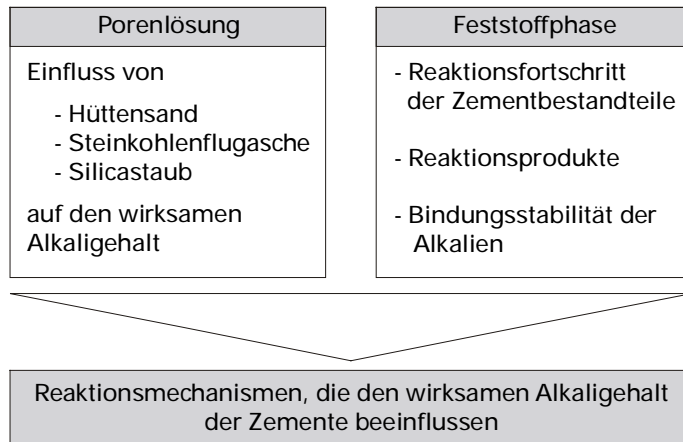 Porenlösung
Einfluss von
- Hüttensand
- Steinkohlenflugasche
- Silicastaub
auf den wirksamen
Alkaligehalt
Feststoffphase
- Reaktionsfortschritt
der Zementbestandteile
- Reaktionsprodukte
- Bindungsstabilität der
Alkalien
Reaktionsmechanismen, die den wirksamen Alkaligehalt
der Zemente beeinflussen